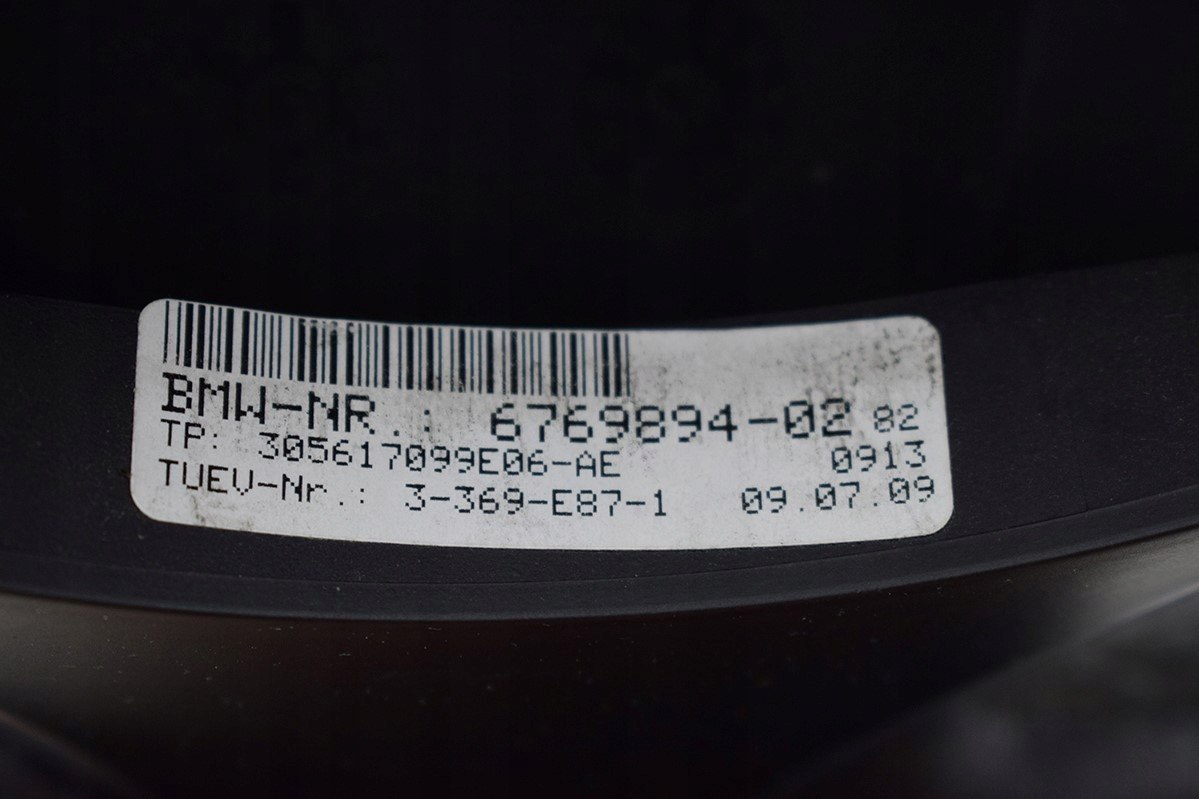 BMW-NR.: 6769894-02 82
TP: 305617099E06-AE 0913
TUEV-Nr.: 3-369-E87-1 09.07.09